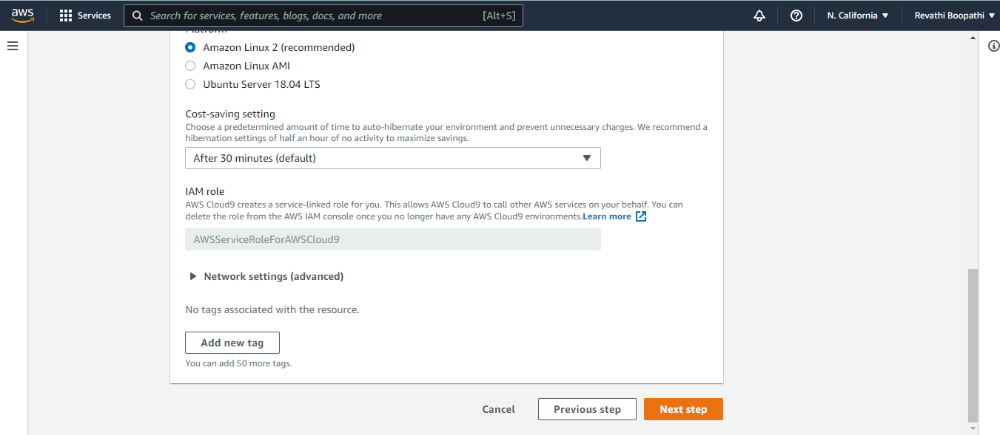 aws
Services
Search for services, features, blogs, docs, and more [Alt+S]
N. California
Revathi Boopathi
Platform
Amazon Linux 2 (recommended)
Amazon Linux AMI
Ubuntu Server 18.04 LTS
Cost-saving setting
Choose a predetermined amount of time to auto-hibernate your environment and prevent unnecessary charges. We recommend a
hibernation settings of half an hour of no activity to maximize savings.
After 30 minutes (default)
IAM role
AWS Cloud9 creates a service-linked role for you. This allows AWS Cloud9 to call other AWS services on your behalf. You can
delete the role from the AWS IAM console once you no longer have any AWS Cloud9 environments.Learn more
AWSServiceRoleForAWSCloud9
Network settings (advanced)
No tags associated with the resource.
Add new tag
You can add 50 more tags.
Cancel
Previous step
Next step